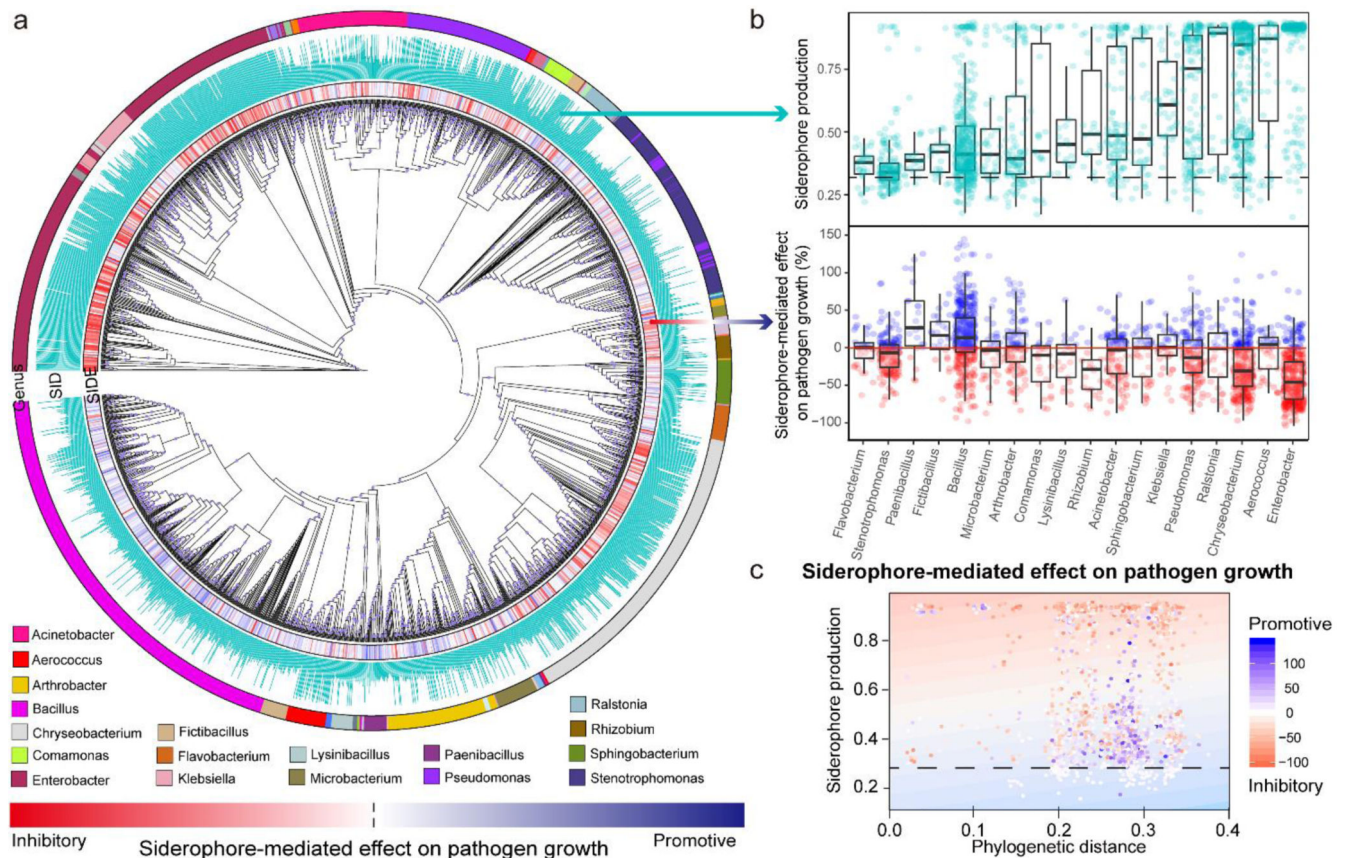 a
Genus
SID
SIDE
Acinetobacter
Aerococcus
Arthrobacter
Bacillus
Chryseobacterium
Comamonas
Enterobacter
Fictibacillus
Flavobacterium
Klebsiella
Lysinibacillus
Microbacterium
Paenibacillus
Pseudomonas
Ralstonia
Rhizobium
Sphingobacterium
Stenotrophomonas
Inhibitory
Promotive
Siderophore-mediated effect on pathogen growth
b
Siderophore production
0.75
0.50
0.25
Siderophore-mediated effect
on pathogen growth (%)
150
100
50
0
−50
−100
Flavobacterium
Stenotrophomonas
Paenibacillus
Fictibacillus
Bacillus
Microbacterium
Arthrobacter
Comamonas
Lysinibacillus
Rhizobium
Acinetobacter
Sphingobacterium
Klebsiella
Pseudomonas
Ralstonia
Chryseobacterium
Aerococcus
Enterobacter
c
Siderophore-mediated effect on pathogen growth
Siderophore production
0.8
0.6
0.4
0.2
0.0
0.1
0.2
0.3
0.4
Phylogenetic distance
Promotive
100
50
0
−50
−100
Inhibitory